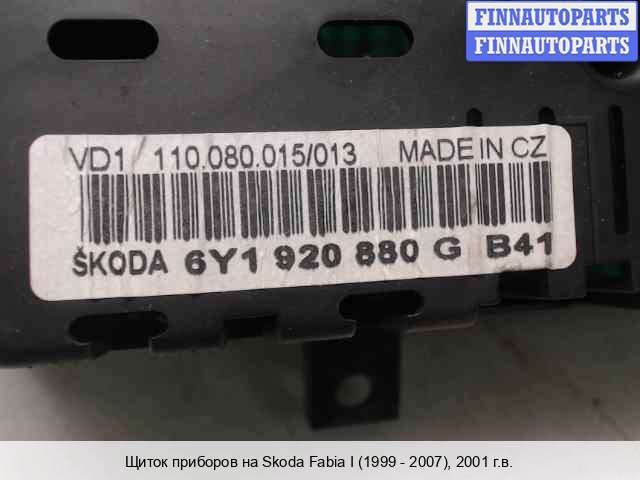 FINNAUTOPARTS
FINNAUTOPARTS
VD1 110.080.015/013 MADE IN CZ
ŠKODA 6Y1 920 880 G B41
Щиток приборов на Skoda Fabia I (1999 - 2007), 2001 г.в.